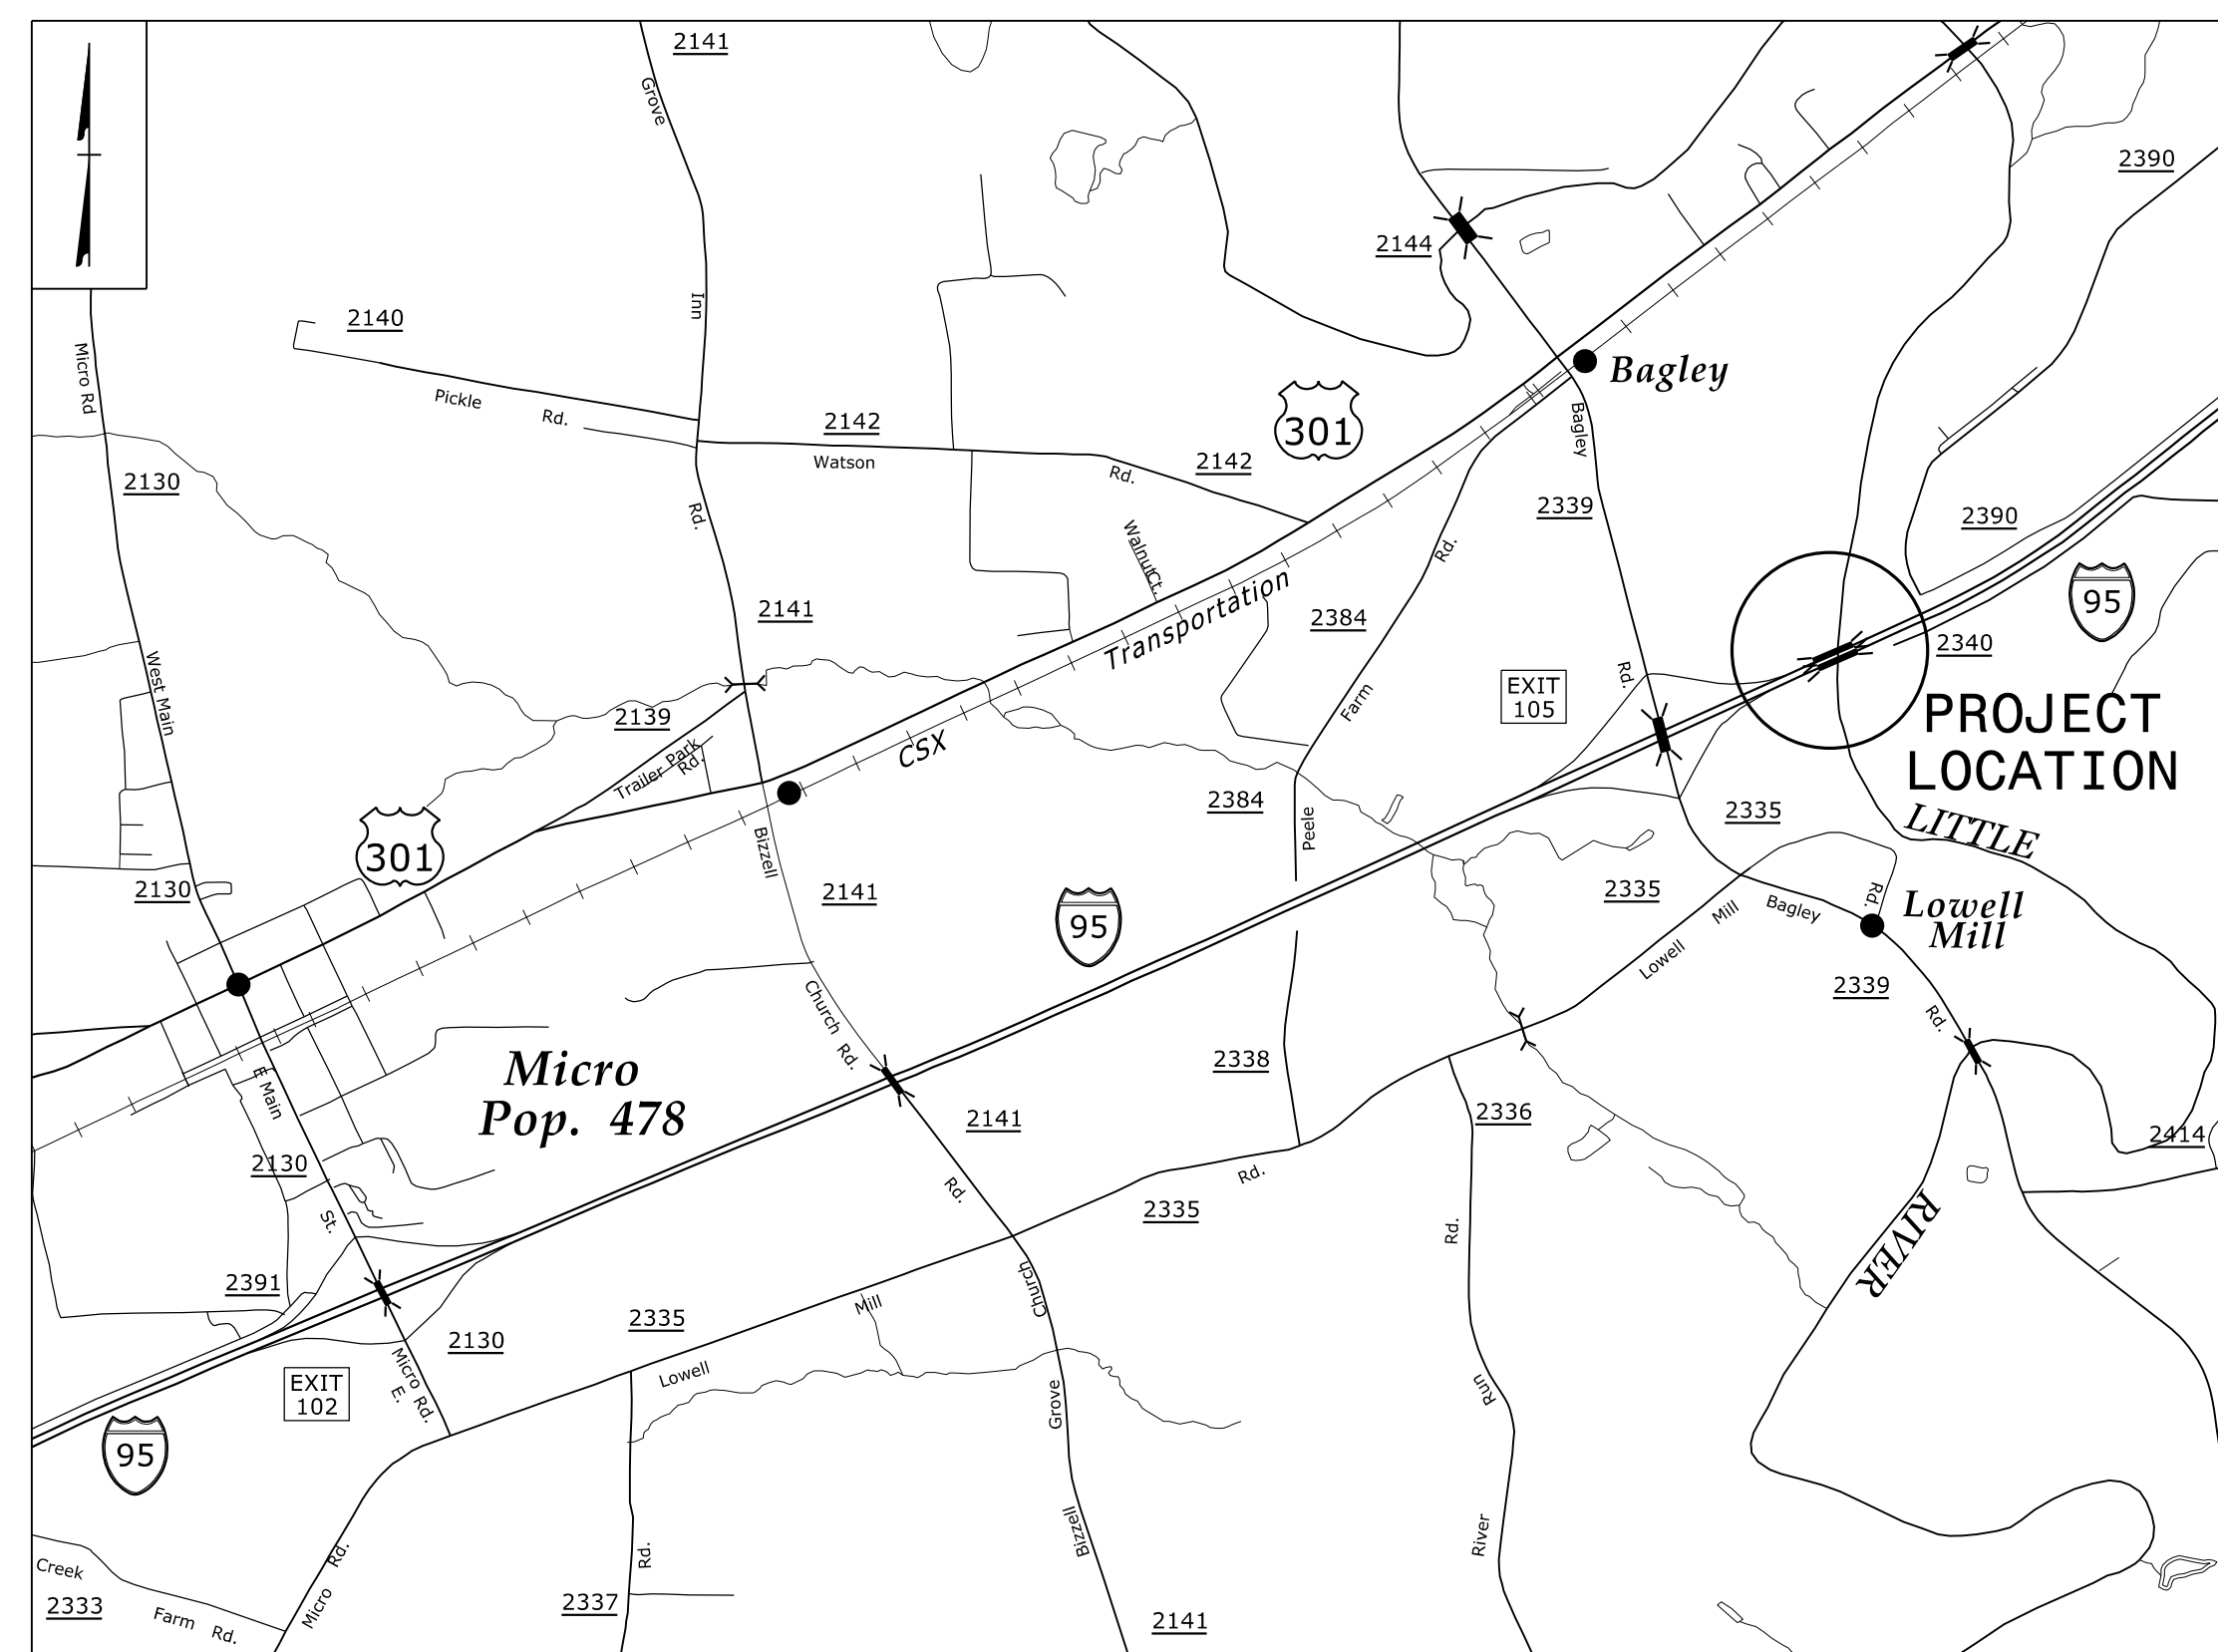 2141
Grove
2390
2144
2140
Inn
Micro Rd
Bagley
Pickle
Rd.
2142
301
Bagley
Watson
2142
Rd.
2130
Rd.
2339
2390
Walnut
Ct.
Rd.
Transportation
95
2141
2384
2340
West Main
Rd.
EXIT
105
PROJECT
LOCATION
2139
Farm
CSX
Trailer Park
Rd.
2384
2335
LITTLE
Peele
301
Bizzell
2130
2141
95
2335
Rd.
Lowell
Mill
Bagley
Mill
Lowell
2339
Church
Rd.
Rd.
Micro
Pop. 478
2338
E Main
2141
2336
2414
2130
Rd.
Rd.
2335
St.
Rd.
RIVER
2391
Church
2335
Mill
2130
EXIT
102
Micro Rd.
E.
Lowell
Grove
Run
95
Rd.
Rd.
Bizzell
River
Creek
2333
Farm
Rd.
Micro
2337
2141